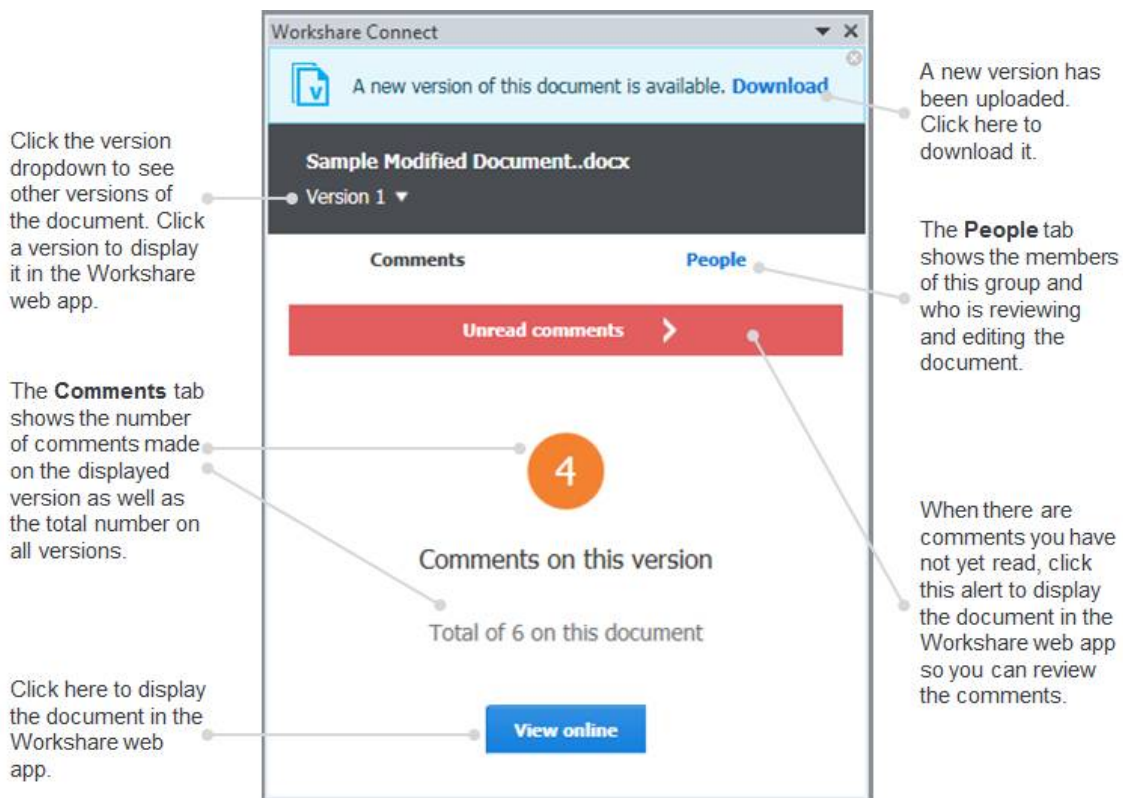 Workshare Connect
A new version of this document is available. Download
Sample Modified Document..docx
Version 1
Comments
People
Unread comments
4
Comments on this version
Total of 6 on this document
View online
Click the version
dropdown to see
other versions of
the document. Click
a version to display
it in the Workshare
web app.
The Comments tab
shows the number
of comments made
on the displayed
version as well as
the total number on
all versions.
Click here to display
the document in the
Workshare web
app.
A new version has
been uploaded.
Click here to
download it.
The People tab
shows the members
of this group and
who is reviewing
and editing the
document.
When there are
comments you have
not yet read, click
this alert to display
the document in the
Workshare web app
so you can review
the comments.